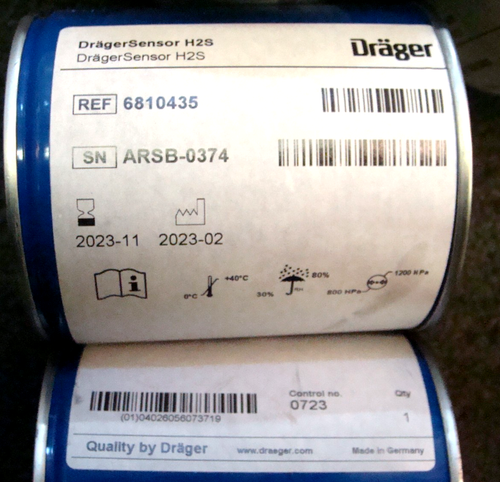 DrägerSensor H2S
DrägerSensor H2S
Dräger
REF 6810435
SN ARSB-0374
2023-11 2023-02
0°C +40°C
30% 80%
800 HPa 1200 KPa
(01)04026056073719
Control no.
0723
Qty
1
Quality by Dräger www.draeger.com Made in Germany